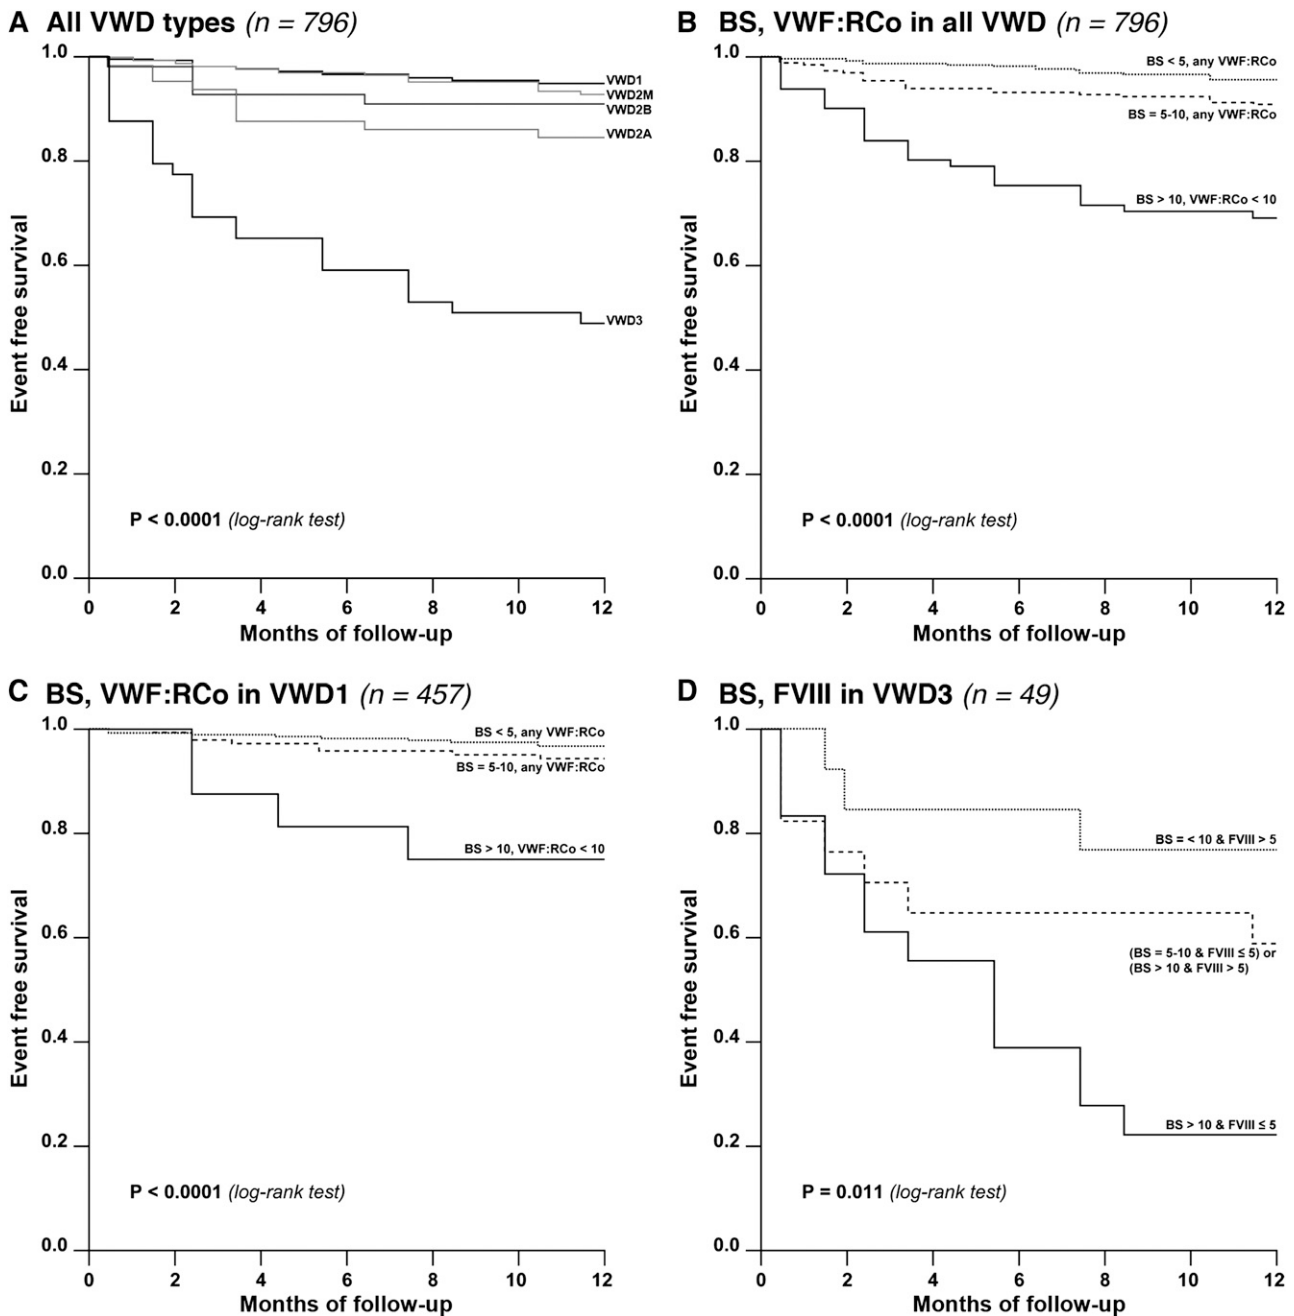 A All VWD types (n = 796)
1.0
0.8
0.6
0.4
0.2
0.0
Event free survival
VWD1
VWD2M
VWD2B
VWD2A
VWD3
P < 0.0001 (log-rank test)
0 2 4 6 8 10 12
Months of follow-up
B BS, VWF:RCo in all VWD (n = 796)
1.0
0.8
0.6
0.4
0.2
0.0
Event free survival
BS < 5, any VWF:RCo
BS = 5-10, any VWF:RCo
BS > 10, VWF:RCo < 10
P < 0.0001 (log-rank test)
0 2 4 6 8 10 12
Months of follow-up
C BS, VWF:RCo in VWD1 (n = 457)
1.0
0.8
0.6
0.4
0.2
0.0
Event free survival
BS < 5, any VWF:RCo
BS = 5-10, any VWF:RCo
BS > 10, VWF:RCo < 10
P < 0.0001 (log-rank test)
0 2 4 6 8 10 12
Months of follow-up
D BS, FVIII in VWD3 (n = 49)
1.0
0.8
0.6
0.4
0.2
0.0
Event free survival
BS = < 10 & FVIII > 5
(BS = 5-10 & FVIII ≤ 5) or
(BS > 10 & FVIII > 5)
BS > 10 & FVIII ≤ 5
P = 0.011 (log-rank test)
0 2 4 6 8 10 12
Months of follow-up